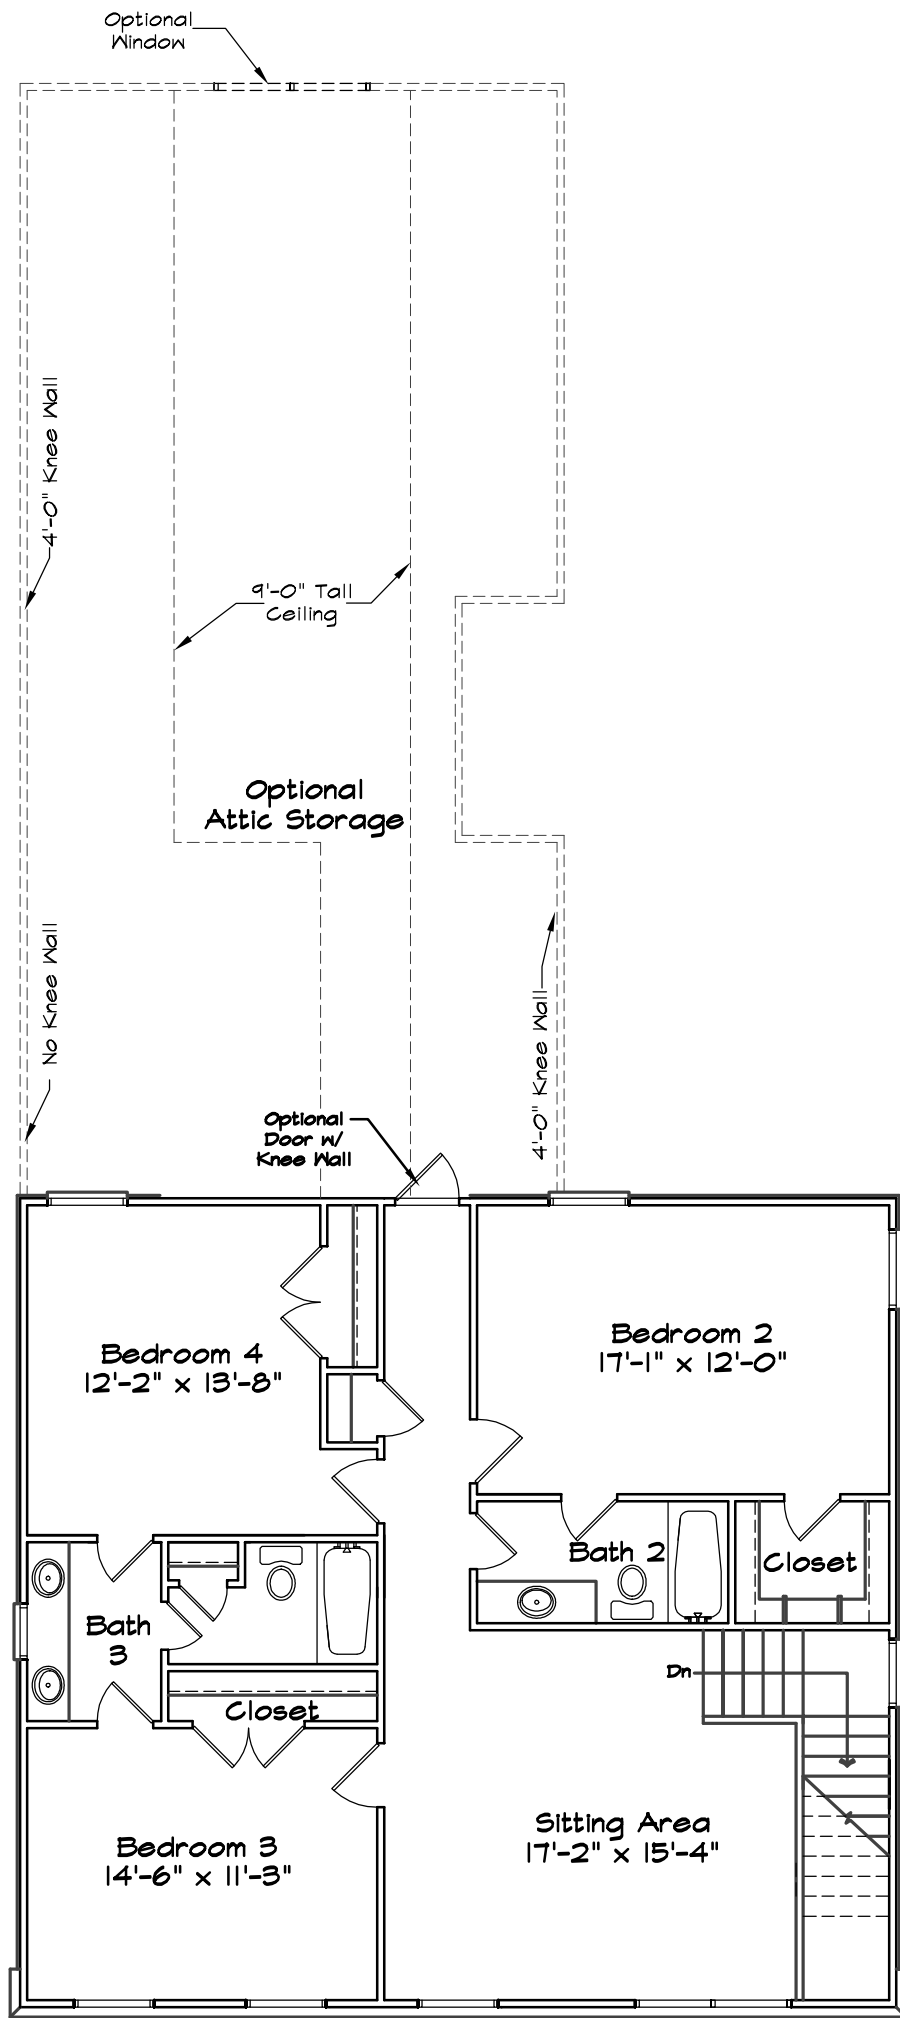 Optional
Window
4'-0" Knee Wall
9'-0" Tall
Ceiling
Optional
Attic Storage
No Knee Wall
4'-0" Knee Wall
Optional
Door w/
Knee Wall
Bedroom 4
12'-2" x 13'-8"
Bedroom 2
17'-1" x 12'-0"
Bath 2
Closet
Bath
3
Dn
Closet
Sitting Area
17'-2" x 15'-4"
Bedroom 3
14'-6" x 11'-3"